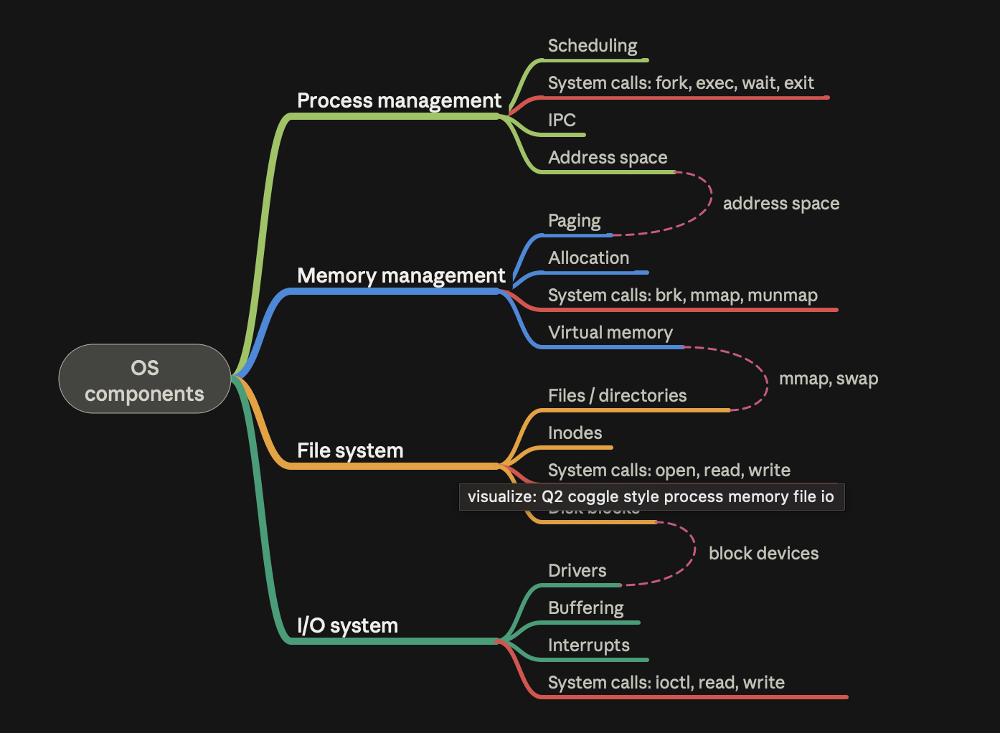 Scheduling
System calls: fork, exec, wait, exit
Process management
IPC
Address space
address space
Paging
Allocation
Memory management
System calls: brk, mmap, munmap
Virtual memory
OS
components
mmap, swap
Files / directories
Inodes
File system
System calls: open, read, write
visualize: Q2 coggle style process memory file io
Disk blocks
block devices
Drivers
Buffering
I/O system
Interrupts
System calls: ioctl, read, write